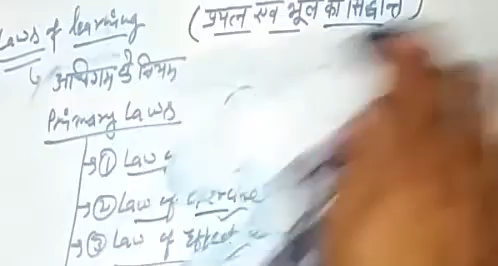 Laws of learning (प्रयत्न एवं भूल का सिद्धान्त)
अधिगम के नियम
Primary Laws
① Law
② Law of
③ Law of Effect